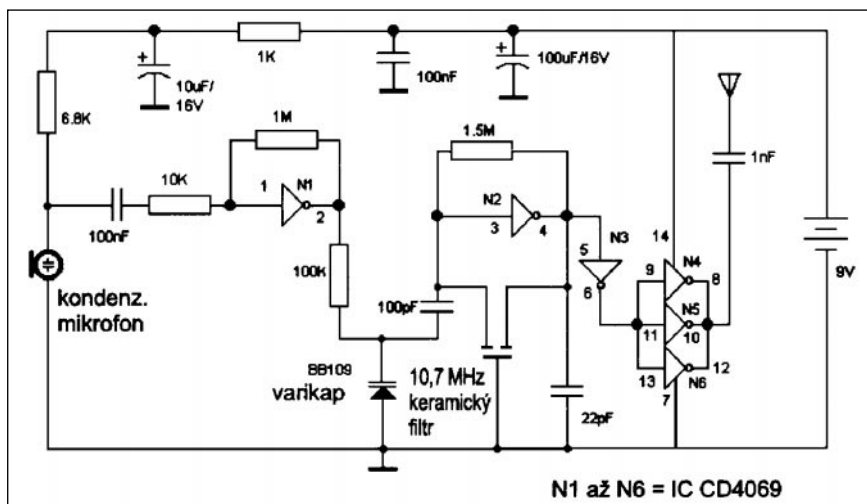 1K
10uF/
16V
100nF
100uF/16V
6.8K
1M
1.5M
1nF
10K
1
N1
2
N2
3
4
N3
5
6
14
9
N4
8
9V
100nF
100K
100pF
11
N5
10
kondenz.
mikrofon
13
N6
12
7
BB109
varikap
10,7 MHz
keramický
filtr
22pF
N1 až N6 = IC CD4069